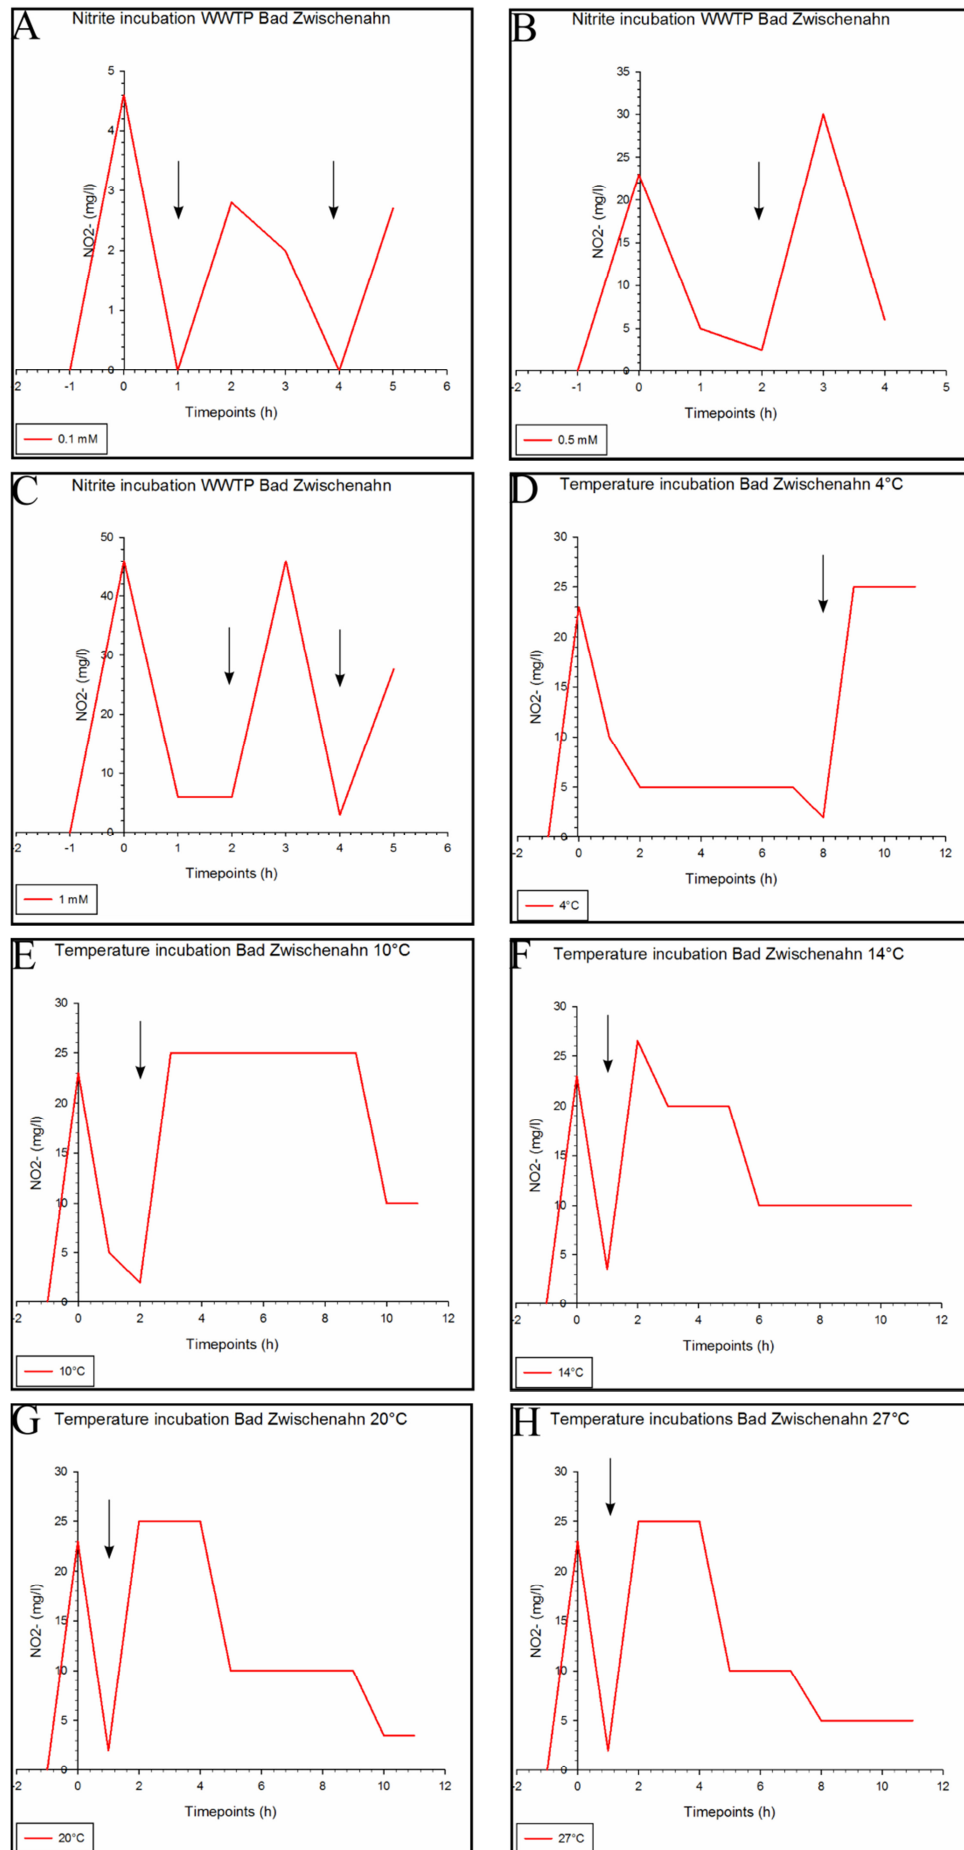 A
Nitrite incubation WWTP Bad Zwischenahn
5
4
3
2
1
0
NO2- (mg/l)
-2 -1 0 1 2 3 4 5 6
Timepoints (h)
0.1 mM
B
Nitrite incubation WWTP Bad Zwischenahn
35
30
25
20
15
10
5
0
NO2- (mg/l)
-2 -1 0 1 2 3 4 5
Timepoints (h)
0.5 mM
C
Nitrite incubation WWTP Bad Zwischenahn
50
40
30
20
10
0
NO2- (mg/l)
-2 -1 0 1 2 3 4 5 6
Timepoints (h)
1 mM
D
Temperature incubation Bad Zwischenahn 4°C
30
25
20
15
10
5
0
NO2- (mg/l)
-2 0 2 4 6 8 10 12
Timepoints (h)
4°C
E
Temperature incubation Bad Zwischenahn 10°C
30
25
20
15
10
5
0
NO2- (mg/l)
-2 0 2 4 6 8 10 12
Timepoints (h)
10°C
F
Temperature incubation Bad Zwischenahn 14°C
30
25
20
15
10
5
0
NO2- (mg/l)
-2 0 2 4 6 8 10 12
Timepoints (h)
14°C
G
Temperature incubation Bad Zwischenahn 20°C
30
25
20
15
10
5
0
NO2- (mg/l)
-2 0 2 4 6 8 10 12
Timepoints (h)
20°C
H
Temperature incubations Bad Zwischenahn 27°C
30
25
20
15
10
5
0
NO2- (mg/l)
-2 0 2 4 6 8 10 12
Timepoints (h)
27°C